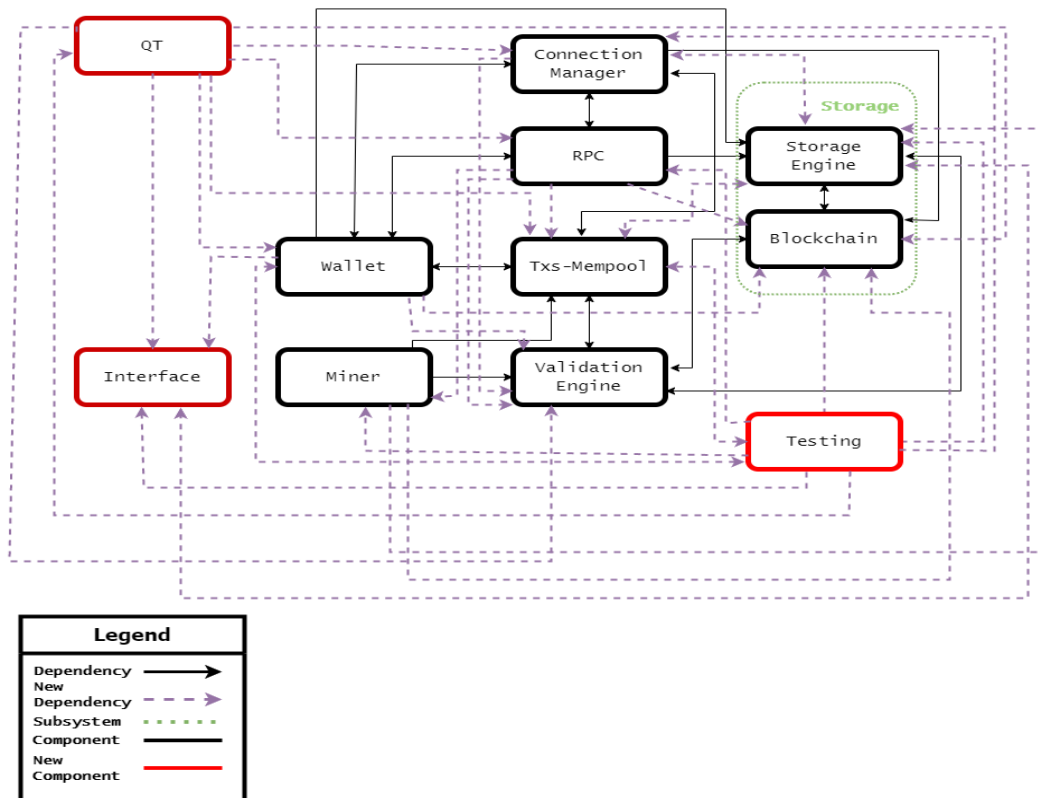 QT
Connection
Manager
Storage
RPC
Storage
Engine
Wallet
Txs-Mempool
Blockchain
Interface
Miner
Validation
Engine
Testing
Legend
Dependency
New
Dependency
Subsystem
Component
New
Component